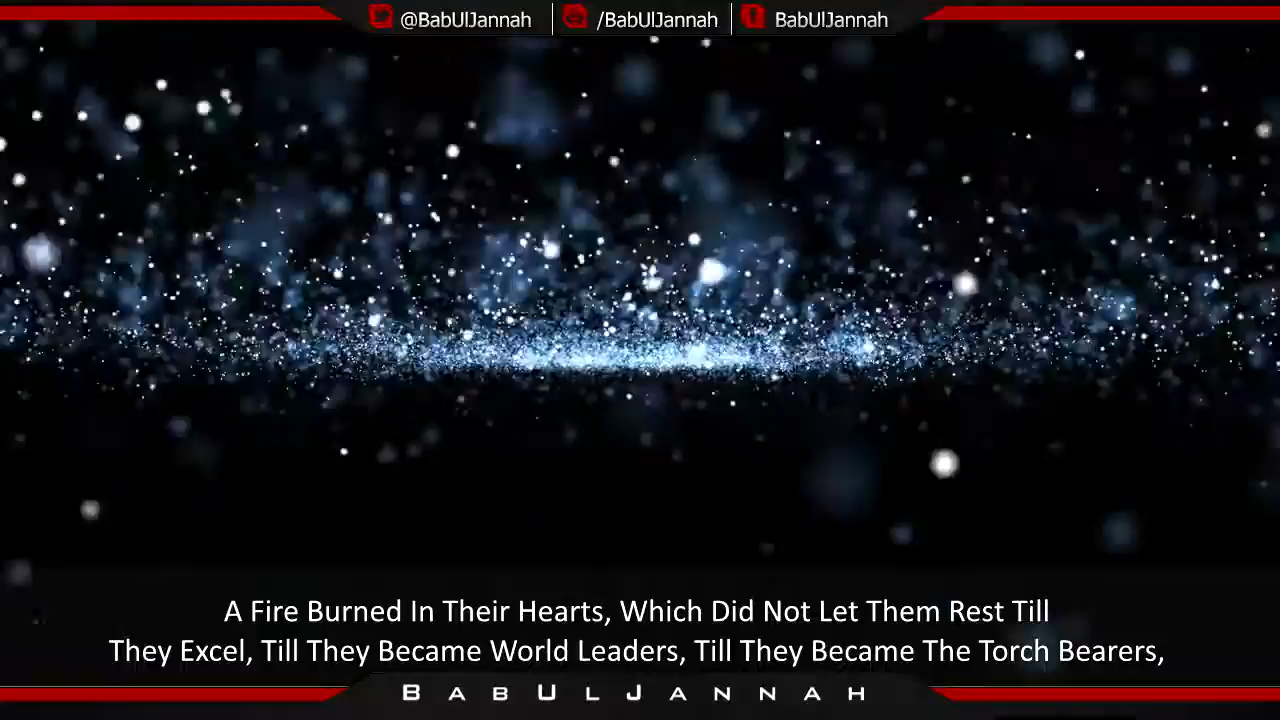 @BabUlJannah /BabUlJannah BabUlJannah
A Fire Burned In Their Hearts, Which Did Not Let Them Rest Till
They Excel, Till They Became World Leaders, Till They Became The Torch Bearers,
BABULJANNAH